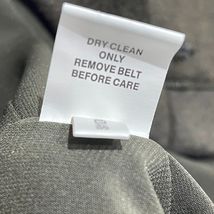 DRY CLEAN
ONLY
REMOVE BELT
BEFORE CARE